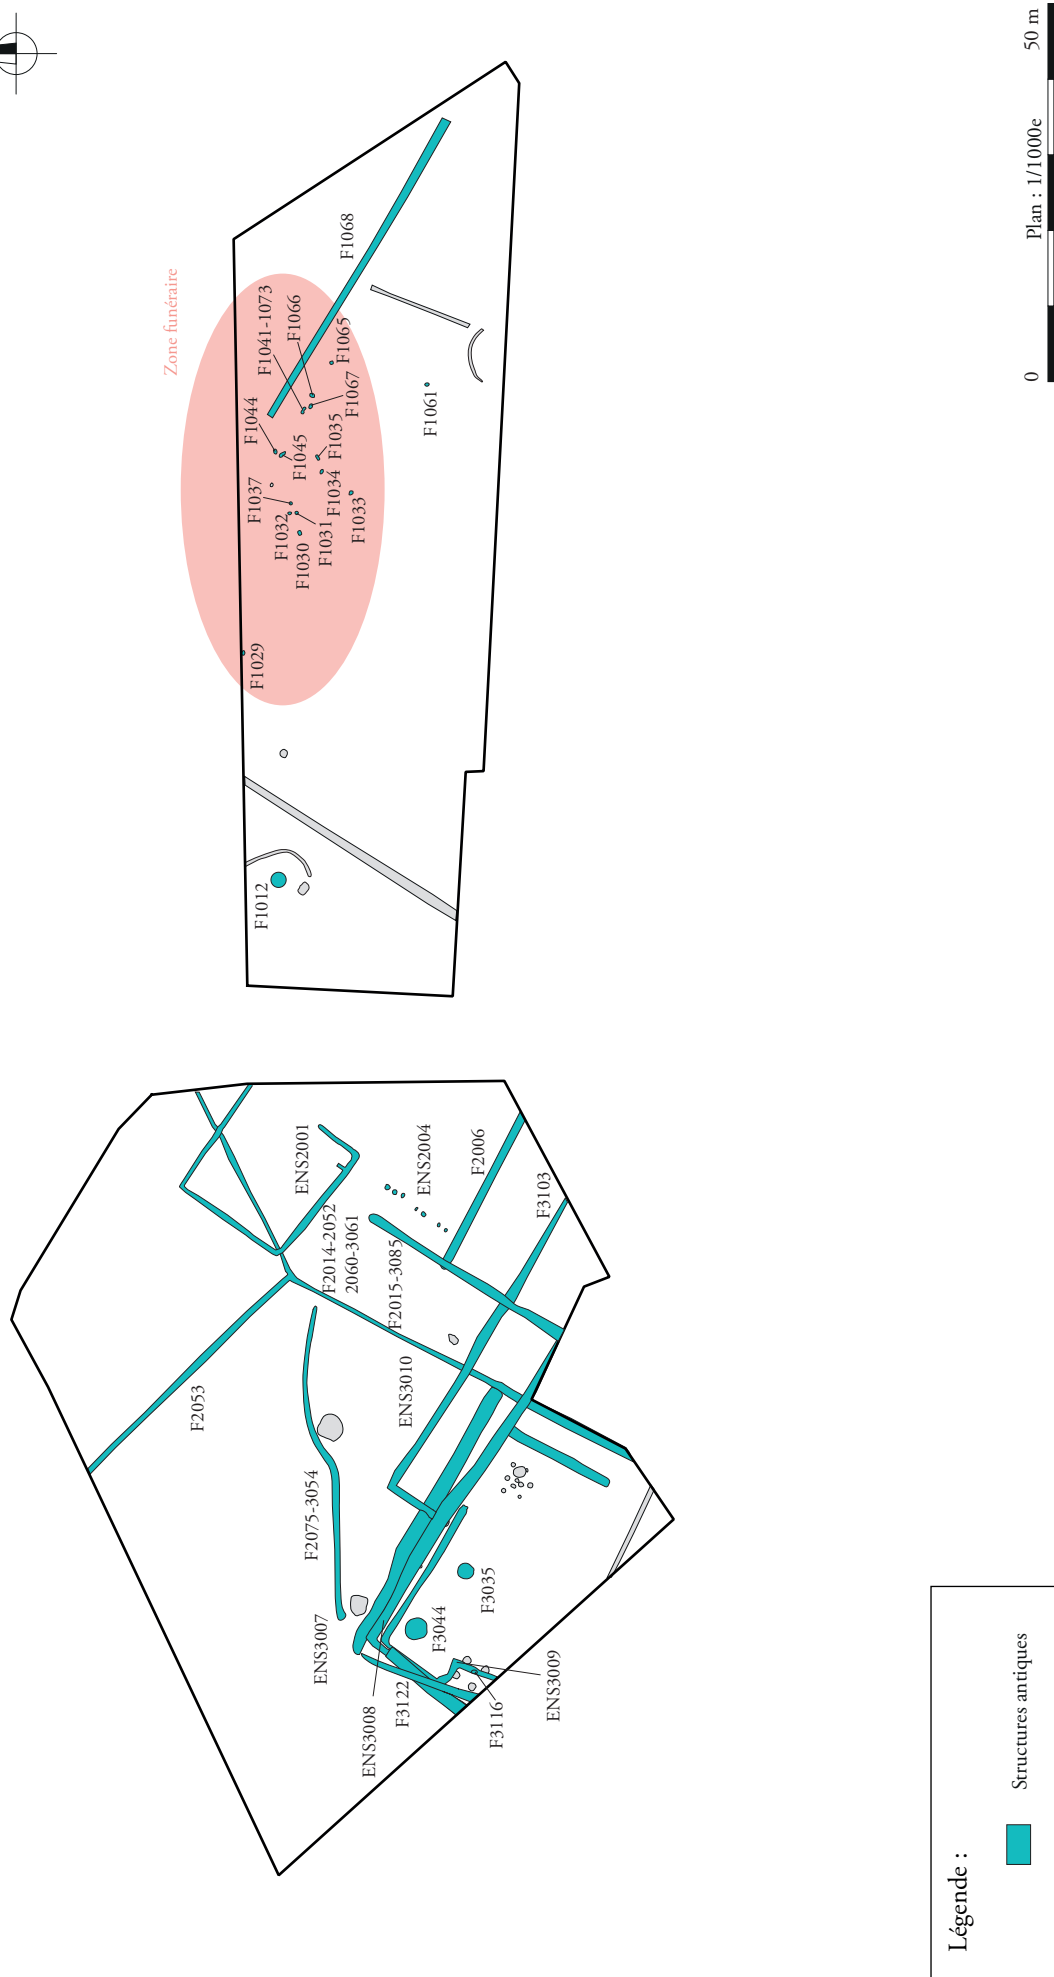 Zone funéraire
F1044
F1041-1073
F1066
F1068
F1037
F1045
F1065
F1067
F1035
F1034
F1033
F1032
F1031
F1030
F1061
F1029
F1012
ENS2001
ENS2004
F2006
F3103
F2014-2052
2060-3061
F2015-3085
F2053
ENS3010
F2075-3054
ENS3007
F3035
F3044
ENS3008
F3122
F3116
ENS3009
0
Plan : 1/1000e
50 m
Légende :
Structures antiques